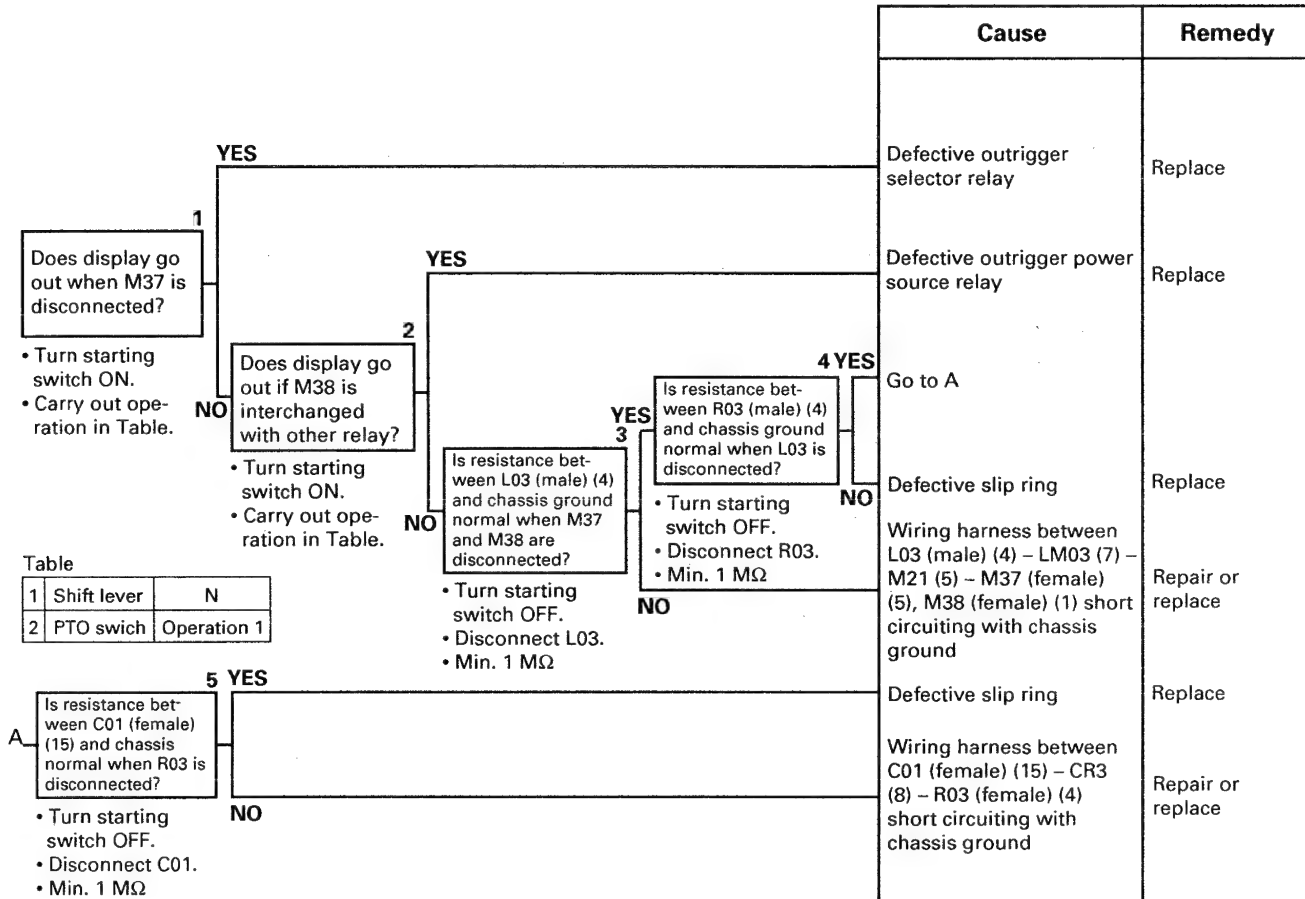 Cause
Remedy
YES
Defective outrigger
selector relay
Replace
1
Does display go
out when M37 is
disconnected?
• Turn starting
switch ON.
• Carry out ope-
ration in Table.
NO
YES
Defective outrigger power
source relay
Replace
2
Does display go
out if M38 is
interchanged
with other relay?
• Turn starting
switch ON.
• Carry out ope-
ration in Table.
NO
YES
3
Is resistance bet-
ween L03 (male) (4)
and chassis ground
normal when M37
and M38 are
disconnected?
• Turn starting
switch OFF.
• Disconnect L03.
• Min. 1 MΩ
NO
4 YES
Is resistance bet-
ween R03 (male) (4)
and chassis ground
normal when L03 is
disconnected?
• Turn starting
switch OFF.
• Disconnect R03.
• Min. 1 MΩ
Go to A
NO
Defective slip ring
Replace
Wiring harness between
L03 (male) (4) – LM03 (7) –
M21 (5) – M37 (female)
(5), M38 (female) (1) short
circuiting with chassis
ground
Repair or
replace
Table
1 Shift lever N
2 PTO swich Operation 1
5 YES
A
Is resistance bet-
ween C01 (female)
(15) and chassis
normal when R03 is
disconnected?
• Turn starting
switch OFF.
• Disconnect C01.
• Min. 1 MΩ
Defective slip ring
Replace
NO
Wiring harness between
C01 (female) (15) – CR3
(8) – R03 (female) (4)
short circuiting with
chassis ground
Repair or
replace